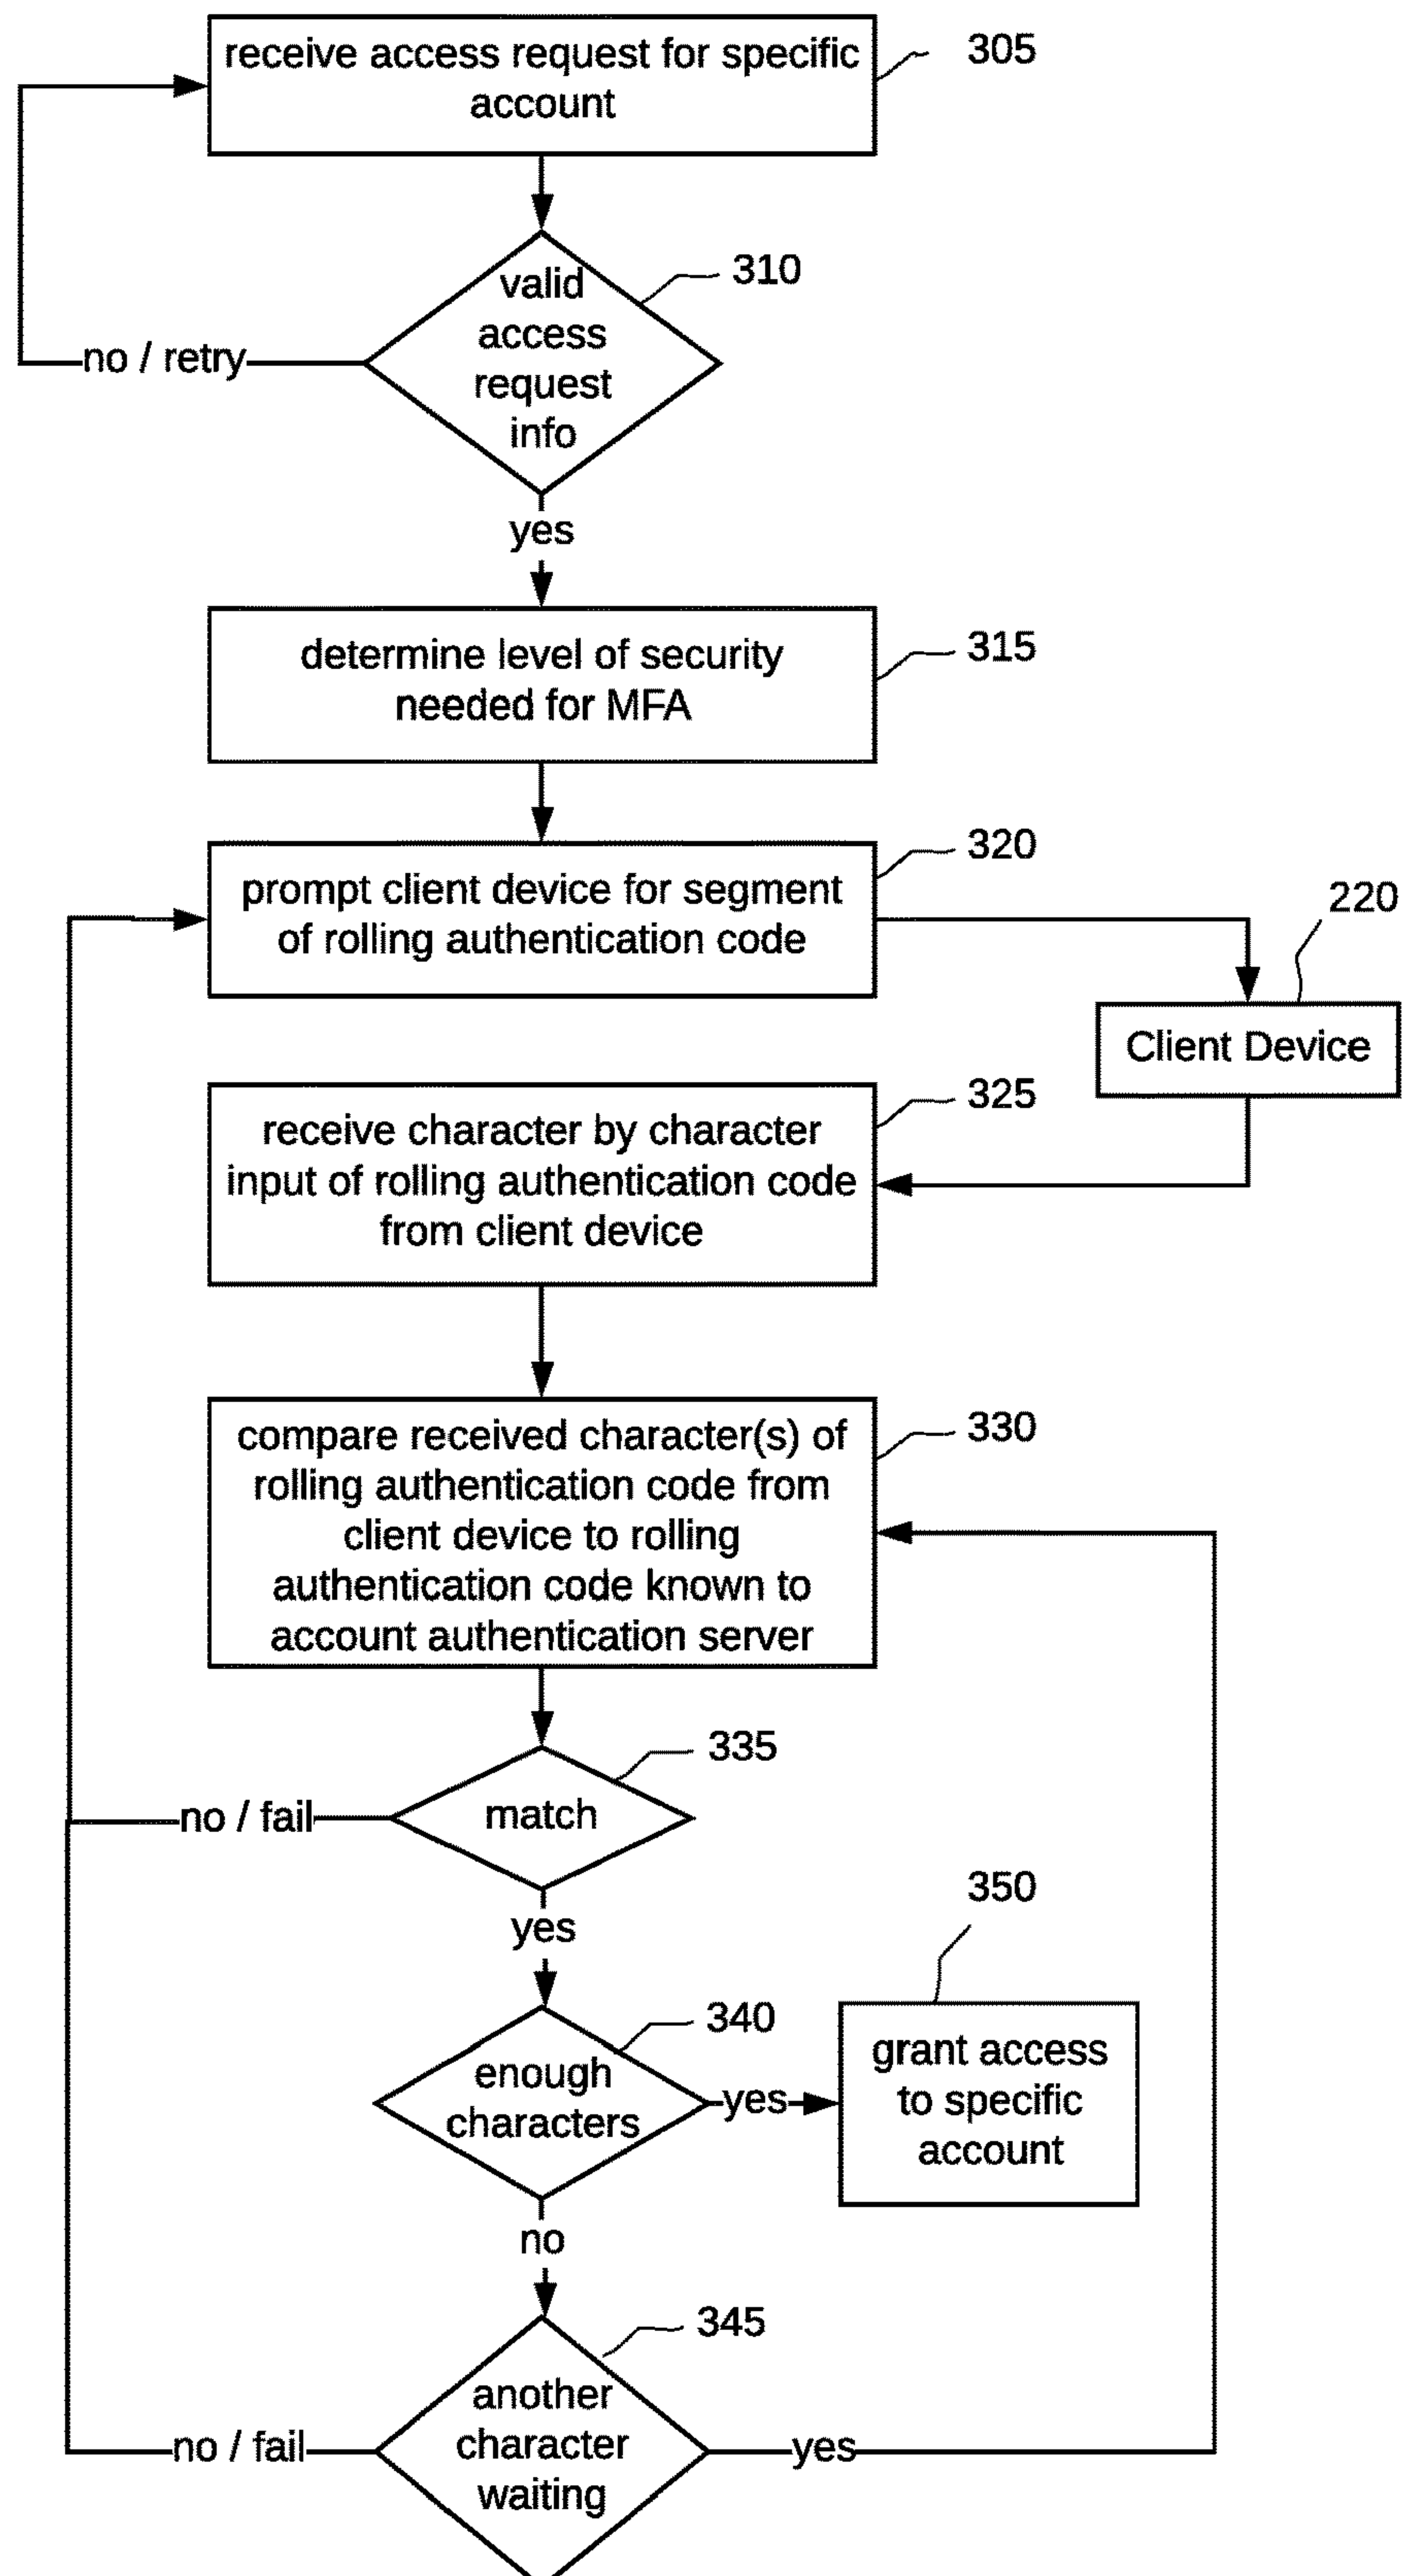 receive access request for specific
account
305
valid
access
request
info
310
no / retry
yes
determine level of security
needed for MFA
315
prompt client device for segment
of rolling authentication code
320
220
Client Device
receive character by character
input of rolling authentication code
from client device
325
compare received character(s) of
rolling authentication code from
client device to rolling
authentication code known to
account authentication server
330
match
335
no / fail
yes
350
enough
characters
340
yes
grant access
to specific
account
no
another
character
waiting
345
no / fail
yes